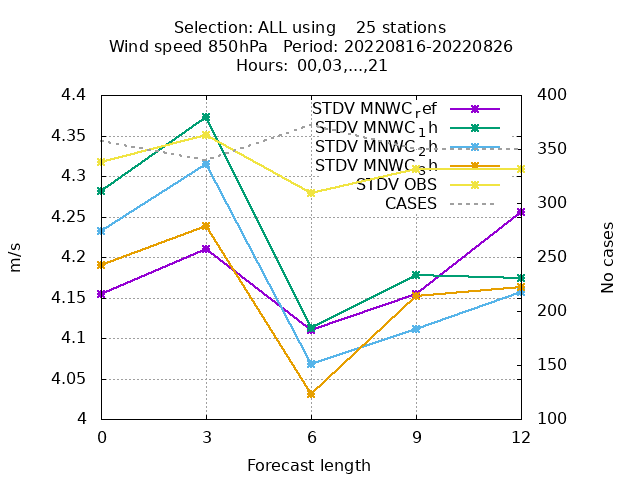 Selection: ALL using    25 stations
Wind speed 850hPa   Period: 20220816-20220826
Hours:  00,03,...,21
4.4
4.35
4.3
4.25
4.2
4.15
4.1
4.05
4
m/s
STDV MNWC_ref
STDV MNWC_1h
STDV MNWC_2h
STDV MNWC_3h
STDV OBS
CASES
400
350
300
250
200
150
100
No cases
0
3
6
9
12
Forecast length